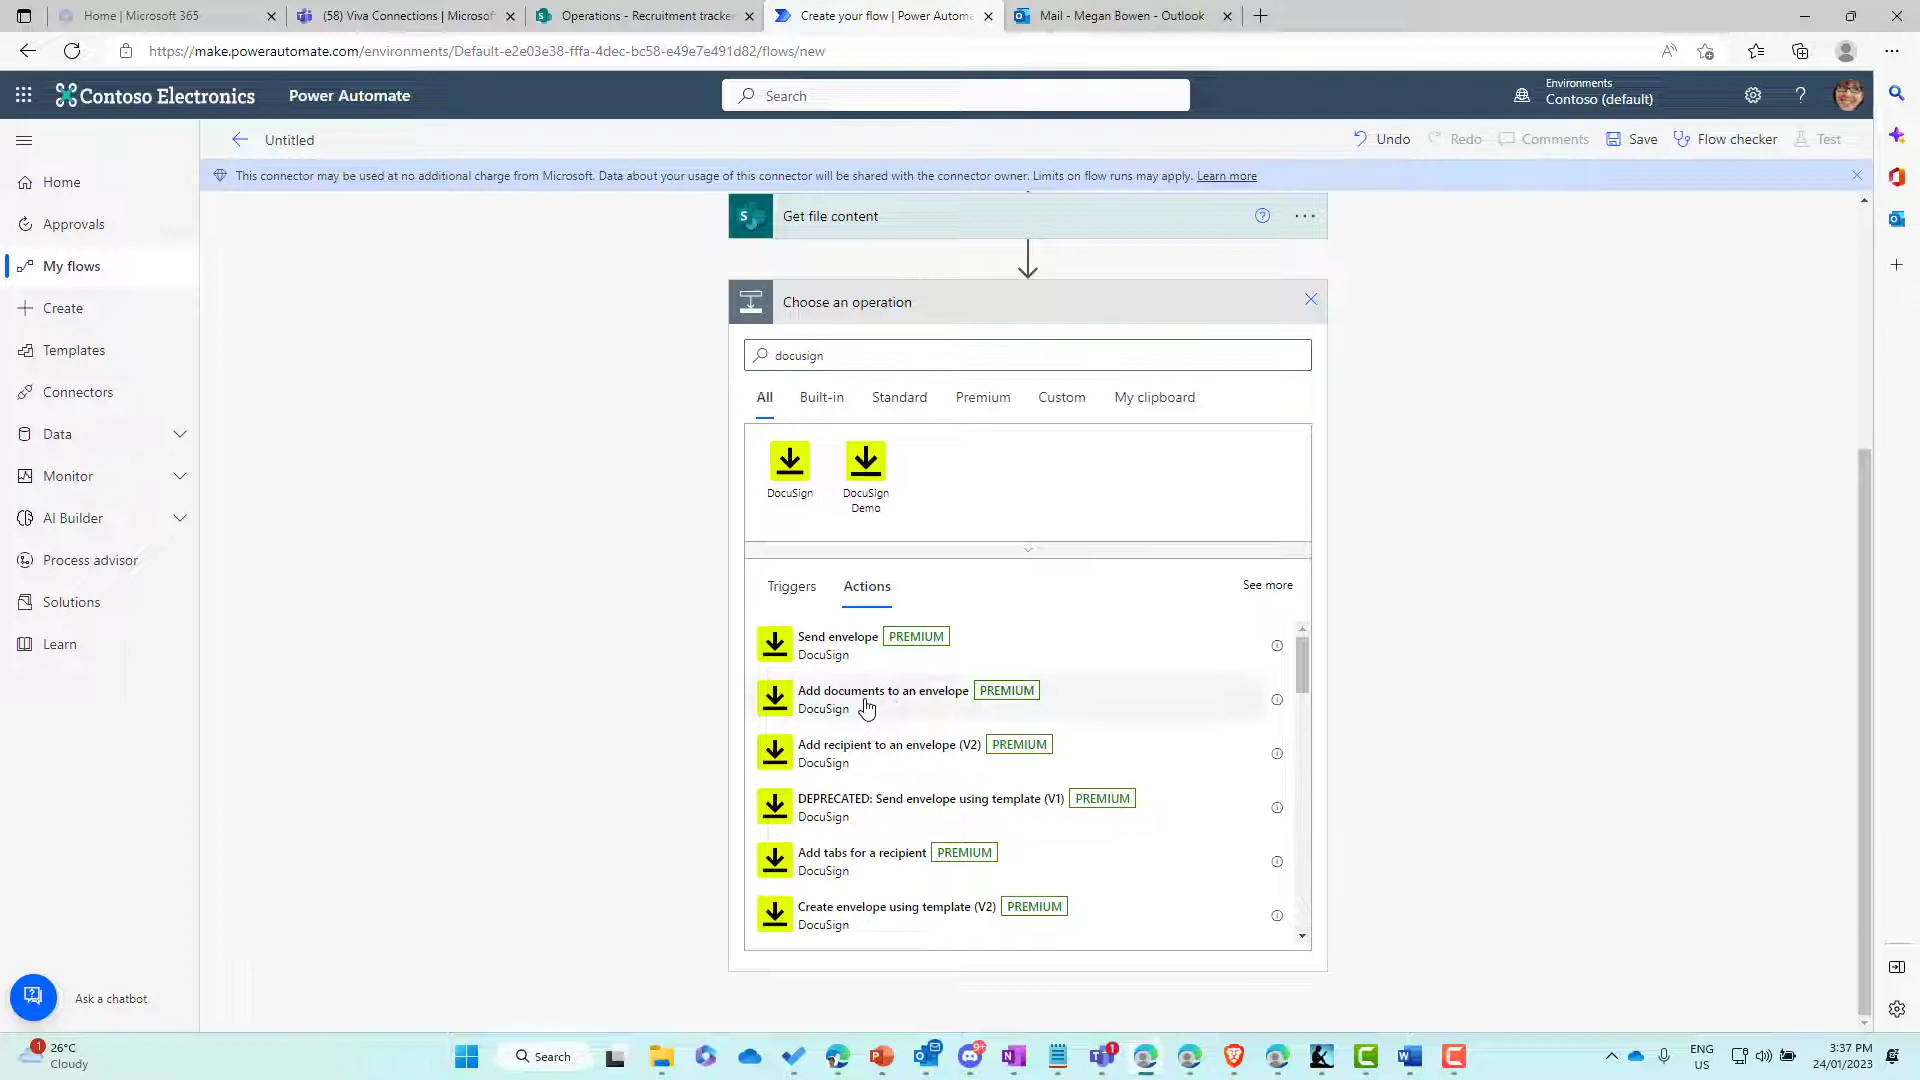 Home | Microsoft 365
(58) Viva Connections | Microsoft
Operations - Recruitment tracker
Create your flow | Power Automa
Mail - Megan Bowen - Outlook
https://make.powerautomate.com/environments/Default-e2e03e38-fffa-4dec-bc58-e49e7e491d82/flows/new
Contoso Electronics
Power Automate
Search
Environments
Contoso (default)
Untitled
Undo
Redo
Comments
Save
Flow checker
Test
This connector may be used at no additional charge from Microsoft. Data about your usage of this connector will be shared with the connector owner. Limits on flow runs may apply. Learn more
Home
Approvals
My flows
Create
Templates
Connectors
Data
Monitor
AI Builder
Process advisor
Solutions
Learn
Ask a chatbot
Get file content
Choose an operation
docusign
All
Built-in
Standard
Premium
Custom
My clipboard
DocuSign
DocuSign
Demo
Triggers
Actions
See more
Send envelope PREMIUM
DocuSign
Add documents to an envelope PREMIUM
DocuSign
Add recipient to an envelope (V2) PREMIUM
DocuSign
DEPRECATED: Send envelope using template (V1) PREMIUM
DocuSign
Add tabs for a recipient PREMIUM
DocuSign
Create envelope using template (V2) PREMIUM
DocuSign
1
26°C
Cloudy
Search
9+
1
ENG
US
3:37 PM
24/01/2023